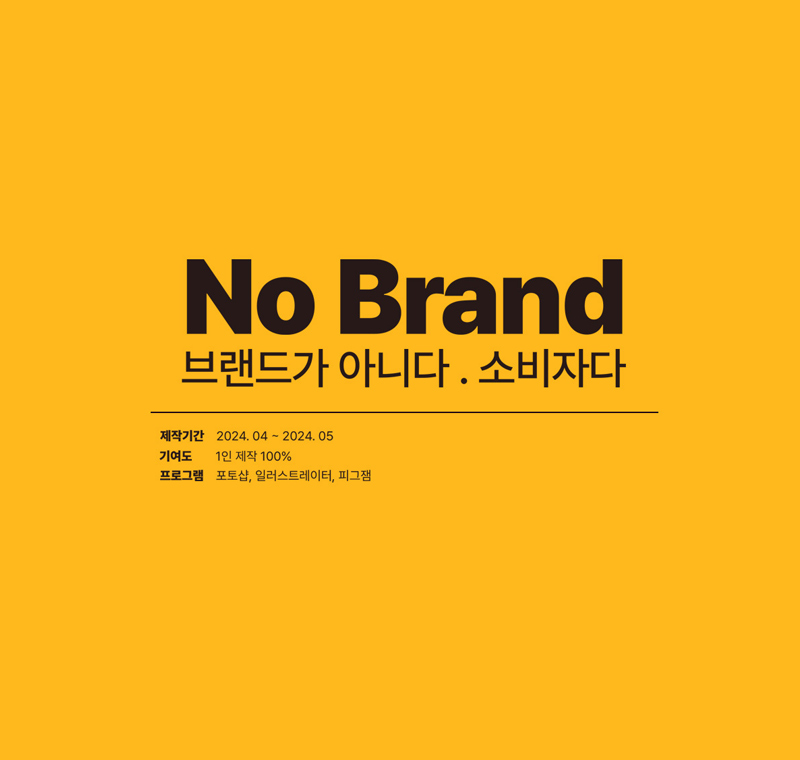 No Brand
브랜드가 아니다 . 소비자다
제작기간 2024. 04 ~ 2024. 05
기여도 1인 제작 100%
프로그램 포토샵, 일러스트레이터, 피그잼